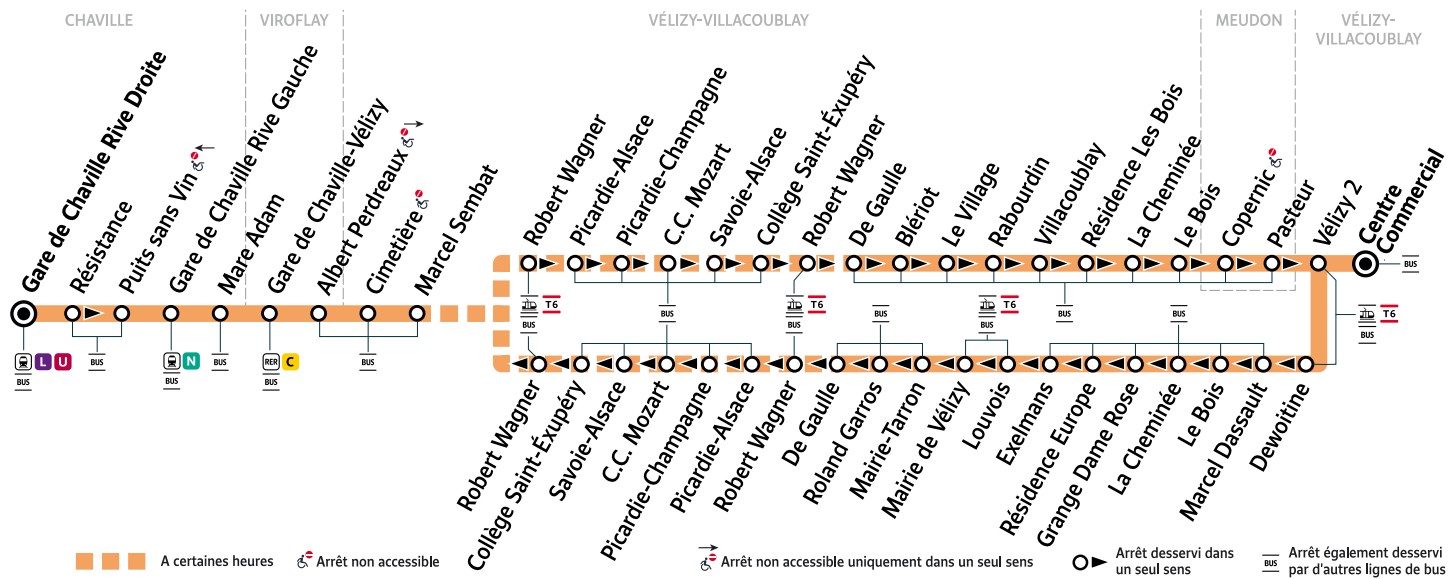 CHAVILLE
VIROFLAY
VÉLIZY-VILLACOUBLAY
MEUDON
VÉLIZY-
VILLACOUBLAY
Gare de Chaville Rive Droite
Résistance
Puits sans Vin
Gare de Chaville Rive Gauche
Mare Adam
Gare de Chaville-Vélizy
Albert Perdreaux
Cimetière
Marcel Sembat
Robert Wagner
Picardie-Alsace
Picardie-Champagne
C.C. Mozart
Savoie-Alsace
Collège Saint-Éxupéry
Robert Wagner
De Gaulle
Blériot
Le Village
Rabourdin
Villacoublay
Résidence Les Bois
La Cheminée
Le Bois
Copernic
Pasteur
Vélizy 2
Centre
Commercial
BUS
T6
BUS
BUS
T6
BUS
BUS
T6
BUS
BUS
BUS
T6
BUS
L U
BUS
BUS
N
BUS
BUS
RER C
BUS
BUS
Robert Wagner
Collège Saint-Éxupéry
Savoie-Alsace
C.C. Mozart
Picardie-Champagne
Picardie-Alsace
Robert Wagner
De Gaulle
Roland Garros
Mairie-Tarron
Mairie de Vélizy
Louvois
Exelmans
Résidence Europe
Grange Dame Rose
La Cheminée
Le Bois
Marcel Dassault
Dewoitine
A certaines heures
Arrêt non accessible
Arrêt non accessible uniquement dans un seul sens
Arrêt desservi dans
un seul sens
BUS
Arrêt également desservi
par d'autres lignes de bus